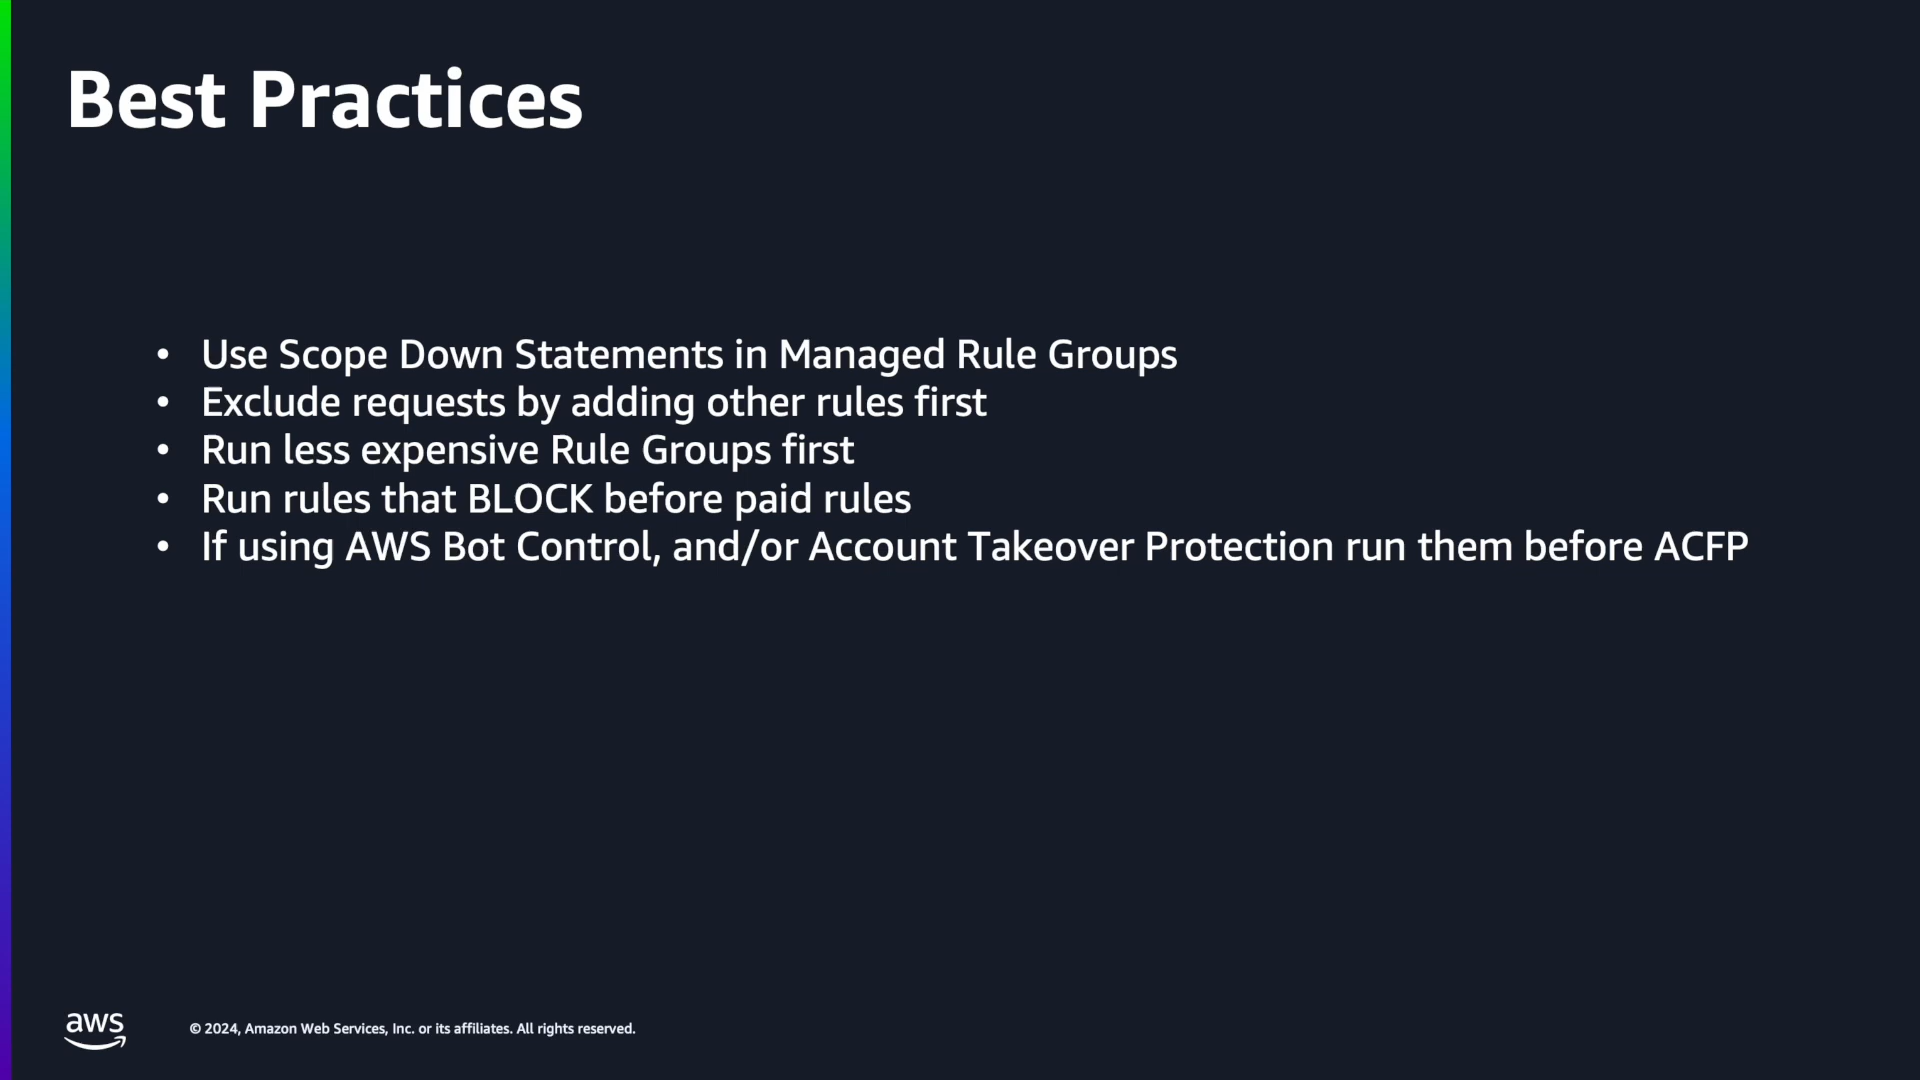 Best Practices
• Use Scope Down Statements in Managed Rule Groups
• Exclude requests by adding other rules first
• Run less expensive Rule Groups first
• Run rules that BLOCK before paid rules
• If using AWS Bot Control, and/or Account Takeover Protection run them before ACFP
aws
© 2024, Amazon Web Services, Inc. or its affiliates. All rights reserved.